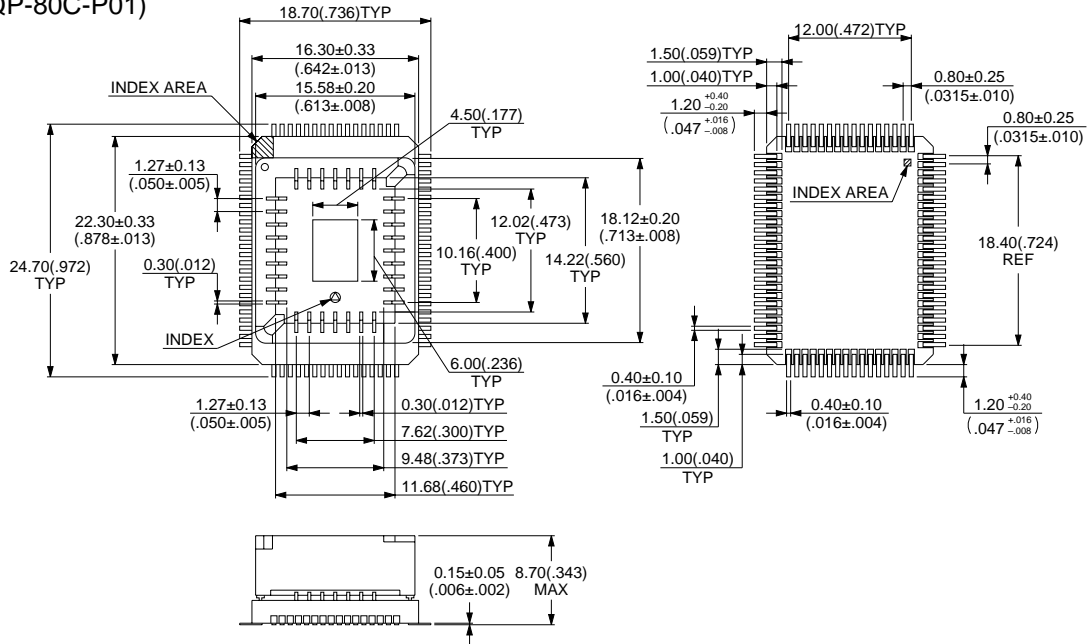 QP-80C-P01)
18.70(.736)TYP
16.30±0.33
(.642±.013)
15.58±0.20
(.613±.008)
INDEX AREA
4.50(.177)
TYP
1.27±0.13
(.050±.005)
22.30±0.33
(.878±.013)
24.70(.972)
TYP
0.30(.012)
TYP
INDEX
12.02(.473)
TYP
10.16(.400)
TYP
14.22(.560)
TYP
18.12±0.20
(.713±.008)
6.00(.236)
TYP
1.27±0.13
(.050±.005)
0.30(.012)TYP
7.62(.300)TYP
9.48(.373)TYP
11.68(.460)TYP
12.00(.472)TYP
1.50(.059)TYP
1.00(.040)TYP
1.20 +0.40 –0.20
(.047 +.016 –.008)
0.80±0.25
(.0315±.010)
0.80±0.25
(.0315±.010)
INDEX AREA
18.40(.724)
REF
0.40±0.10
(.016±.004)
1.50(.059)
TYP
1.00(.040)
TYP
0.40±0.10
(.016±.004)
1.20 +0.40 –0.20
(.047 +.016 –.008)
0.15±0.05
(.006±.002)
8.70(.343)
MAX